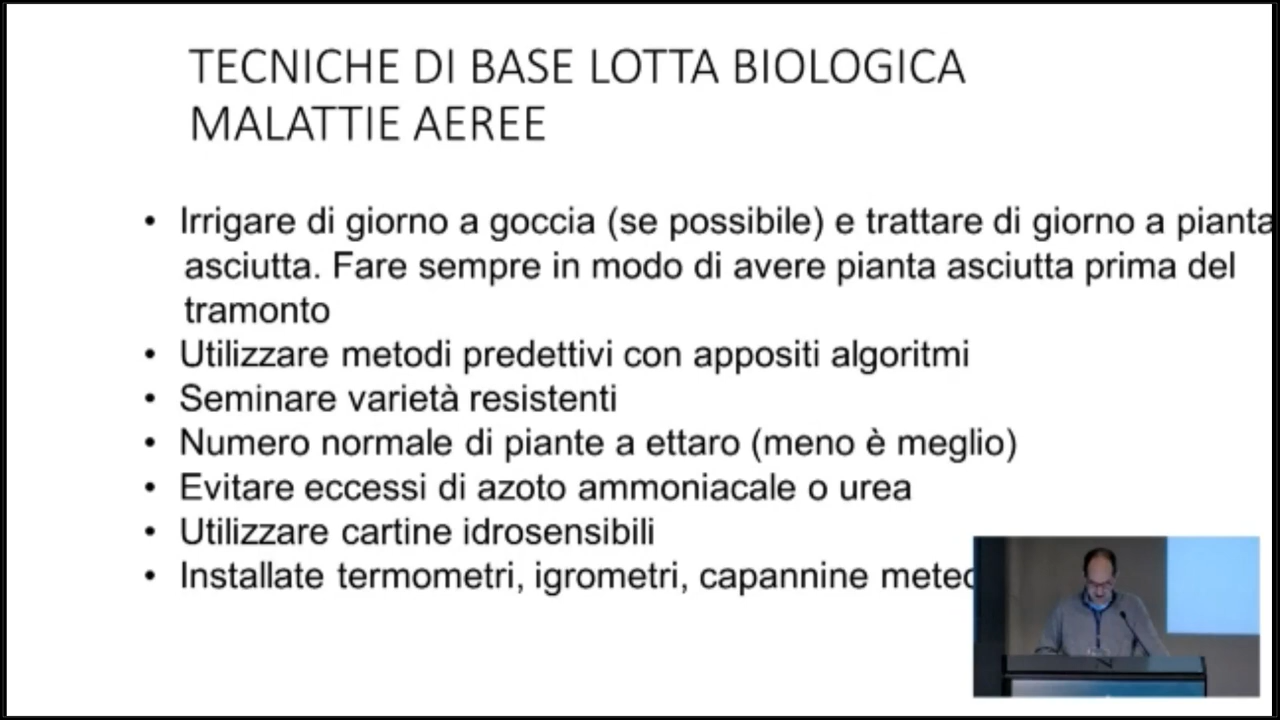 TECNICHE DI BASE LOTTA BIOLOGICA
MALATTIE AEREE
• Irrigare di giorno a goccia (se possibile) e trattare di giorno a pianta
asciutta. Fare sempre in modo di avere pianta asciutta prima del
tramonto
• Utilizzare metodi predettivi con appositi algoritmi
• Seminare varietà resistenti
• Numero normale di piante a ettaro (meno è meglio)
• Evitare eccessi di azoto ammoniacale o urea
• Utilizzare cartine idrosensibili
• Installate termometri, igrometri, capannine meteo